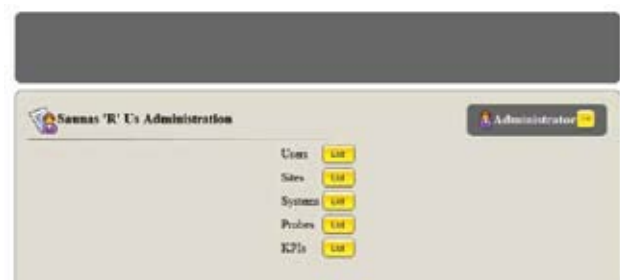 Saunas 'R' Us Administration
Administrator
Users List
Sites List
Systems List
Probes List
KPIs List